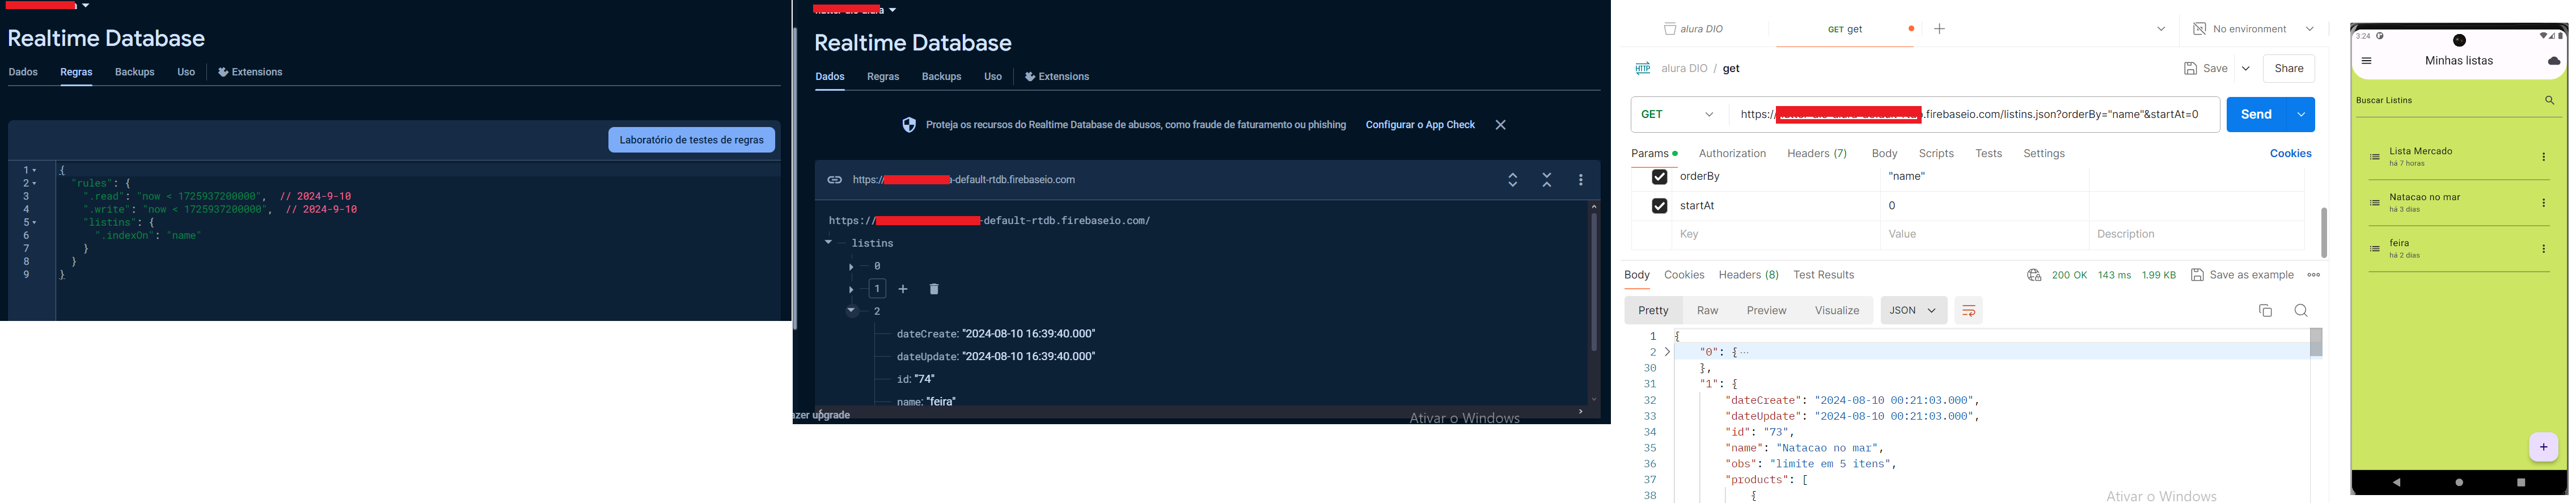 Realtime Database
Dados Regras Backups Uso Extensions
Laboratório de testes de regras
1 {
2 "rules": {
3 ".read": "now < 1725937200000", // 2024-9-10
4 ".write": "now < 1725937200000", // 2024-9-10
5 "listins": {
6 ".indexOn": "name"
7 }
8 }
9 }
Realtime Database
Dados Regras Backups Uso Extensions
Proteja os recursos do Realtime Database de abusos, como fraude de faturamento ou phishing Configurar o App Check
https:// -default-rtdb.firebaseio.com
https:// -default-rtdb.firebaseio.com/
listins
0
1
2
dateCreate: "2024-08-10 16:39:40.000"
dateUpdate: "2024-08-10 16:39:40.000"
id: "74"
name: "feira"
azer upgrade
Ativar o Windows
alura DIO GET get No environment
HTTP alura DIO / get Save Share
GET https:// .firebaseio.com/listins.json?orderBy="name"&startAt=0 Send
Params Authorization Headers (7) Body Scripts Tests Settings Cookies
orderBy "name"
startAt 0
Key Value Description
Body Cookies Headers (8) Test Results 200 OK 143 ms 1.99 KB Save as example
Pretty Raw Preview Visualize JSON
1 {
2 "0": {
30 },
31 "1": {
32 "dateCreate": "2024-08-10 00:21:03.000",
33 "dateUpdate": "2024-08-10 00:21:03.000",
34 "id": "73",
35 "name": "Natacao no mar",
36 "obs": "limite em 5 itens",
37 "products": [
38 {
Ativar o Windows
3:24
Minhas listas
Buscar Listins
Lista Mercado
há 7 horas
Natacao no mar
há 3 dias
feira
há 2 dias
+